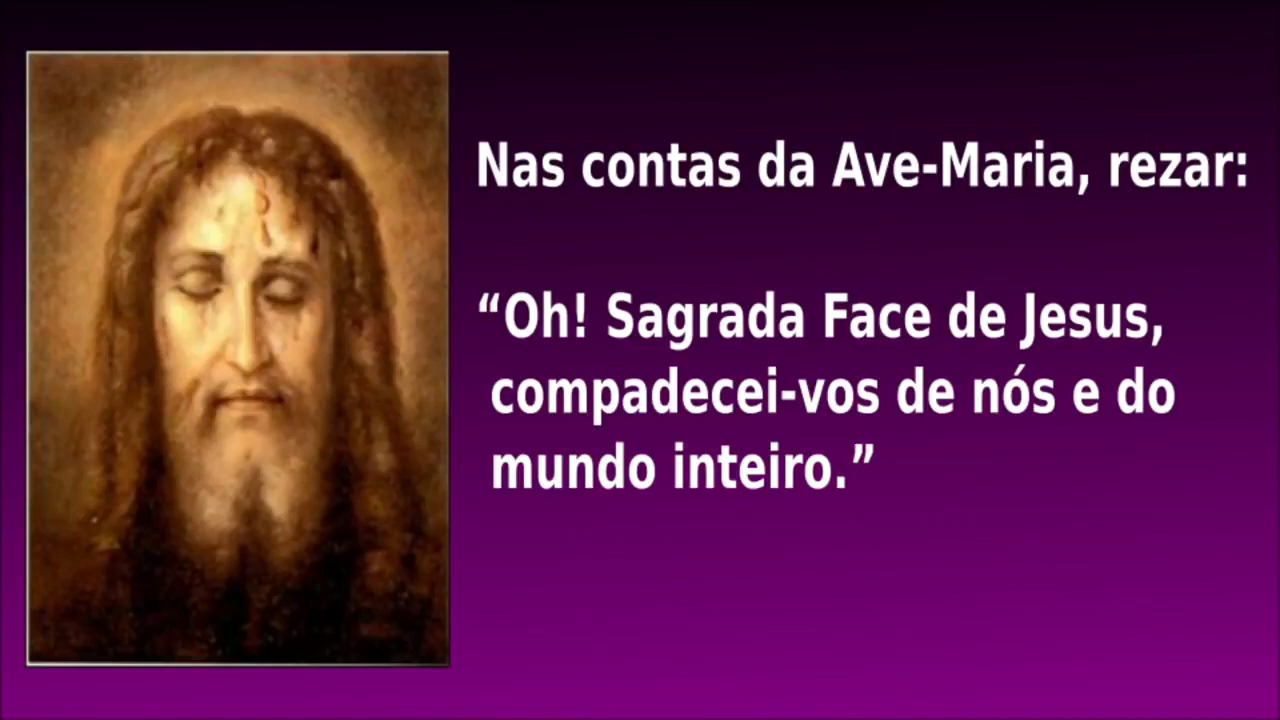 Nas contas da Ave-Maria, rezar:
“Oh! Sagrada Face de Jesus,
compadecei-vos de nós e do
mundo inteiro.”